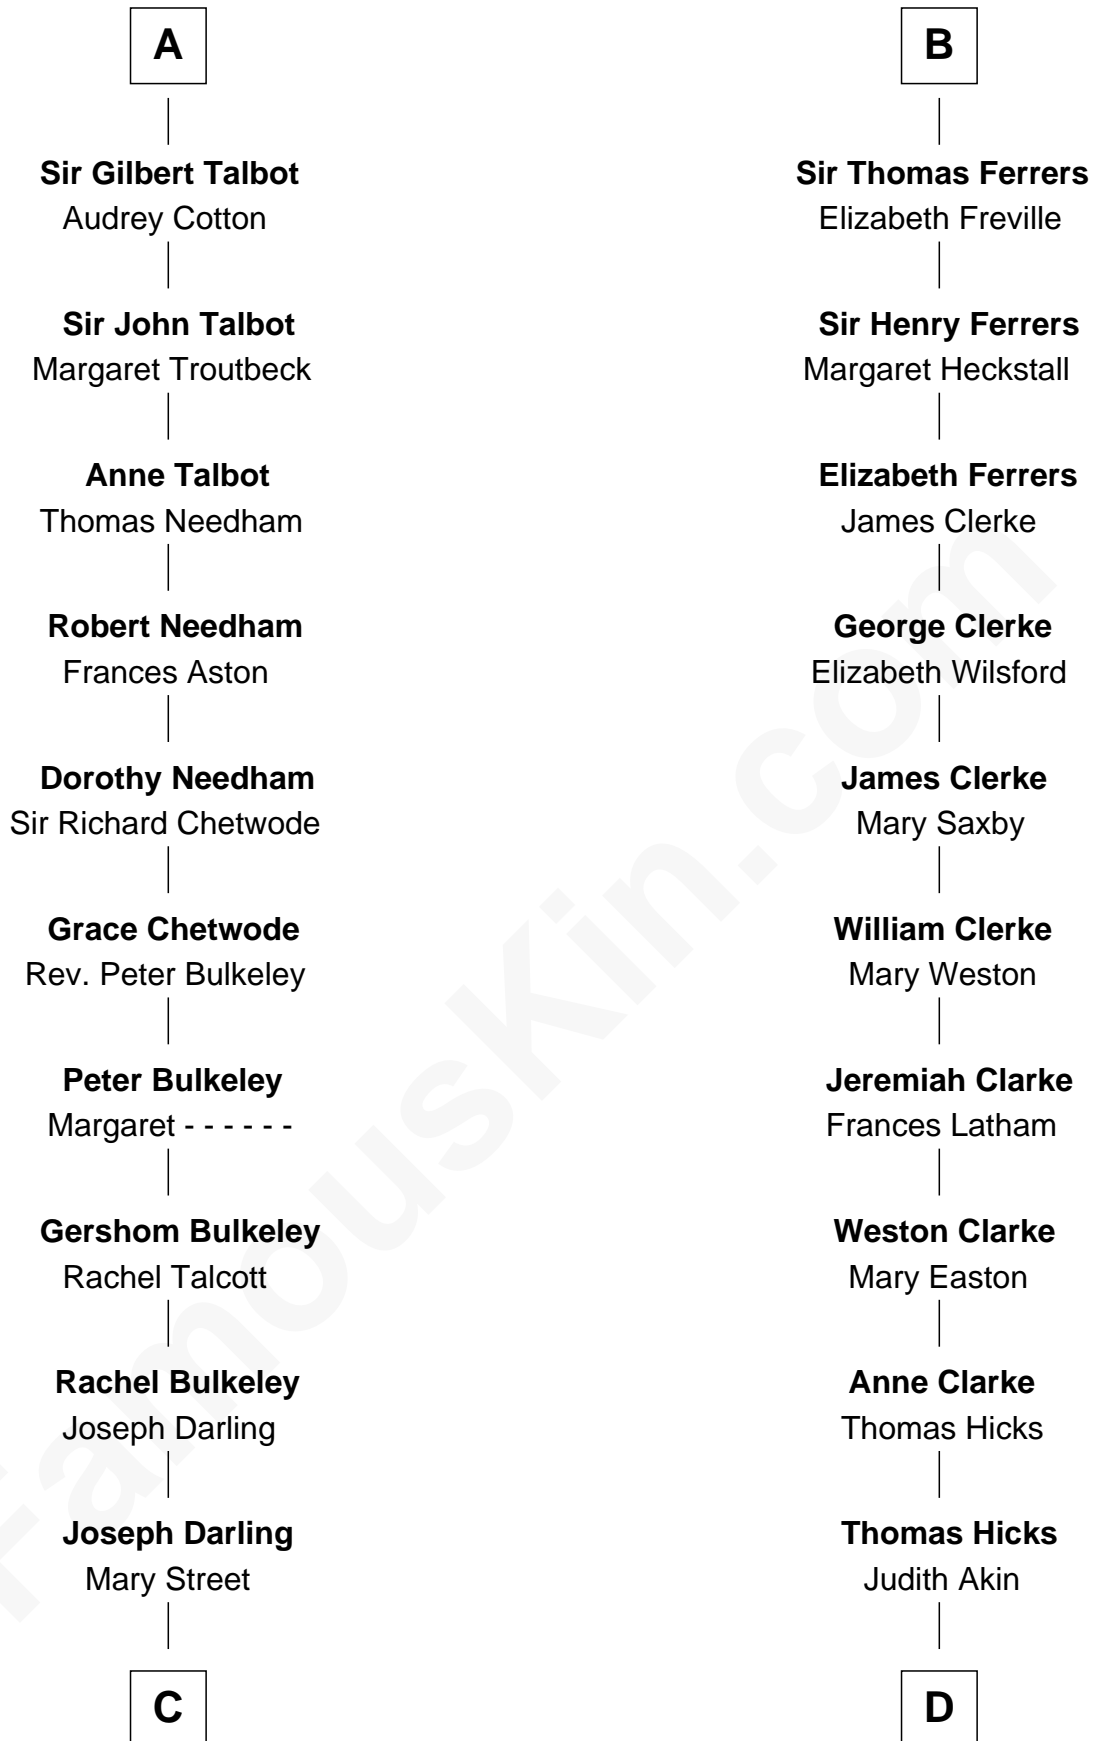 A
Sir Gilbert Talbot
Audrey Cotton
Sir John Talbot
Margaret Troutbeck
Anne Talbot
Thomas Needham
Robert Needham
Frances Aston
Dorothy Needham
Sir Richard Chetwode
Grace Chetwode
Rev. Peter Bulkeley
Peter Bulkeley
Margaret - - - - - -
Gershom Bulkeley
Rachel Talcott
Rachel Bulkeley
Joseph Darling
Joseph Darling
Mary Street
C
B
Sir Thomas Ferrers
Elizabeth Freville
Sir Henry Ferrers
Margaret Heckstall
Elizabeth Ferrers
James Clerke
George Clerke
Elizabeth Wilsford
James Clerke
Mary Saxby
William Clerke
Mary Weston
Jeremiah Clarke
Frances Latham
Weston Clarke
Mary Easton
Anne Clarke
Thomas Hicks
Thomas Hicks
Judith Akin
D
FamousKin.com